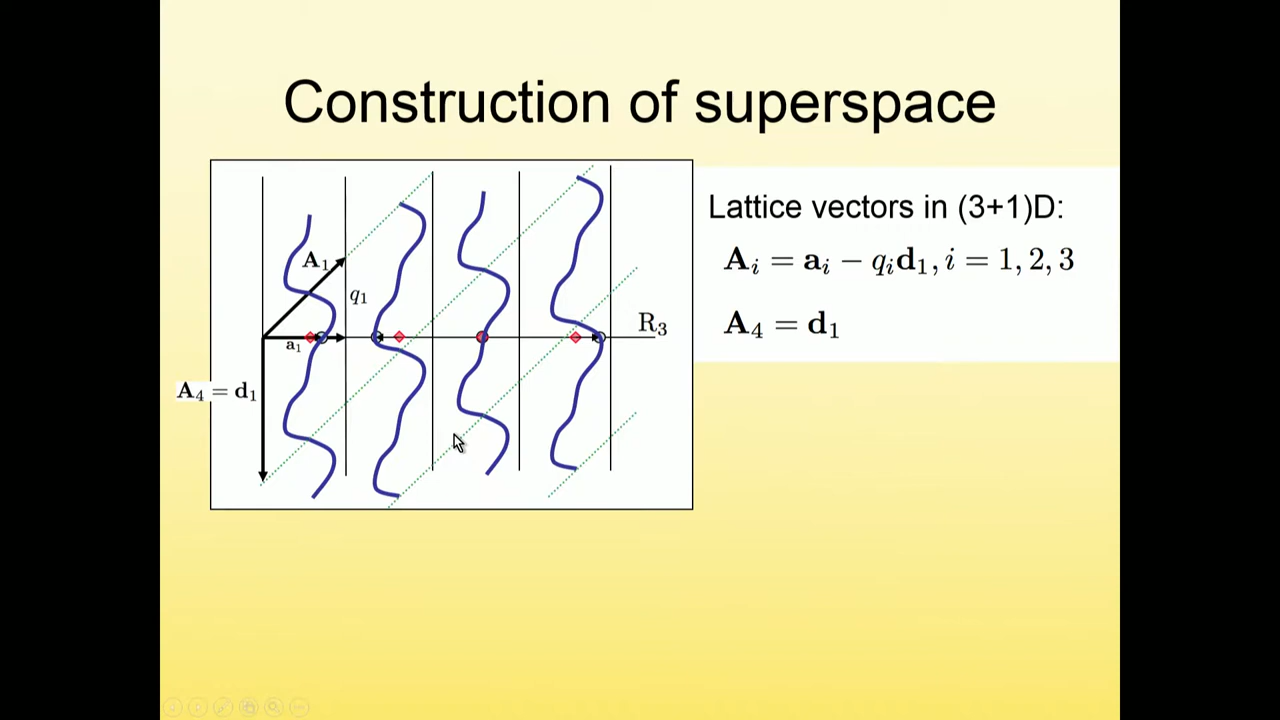 Construction of superspace
A₁
q₁
R₃
a₁
A₄ = d₁
Lattice vectors in (3+1)D:
Aᵢ = aᵢ − qᵢd₁, i = 1, 2, 3
A₄ = d₁